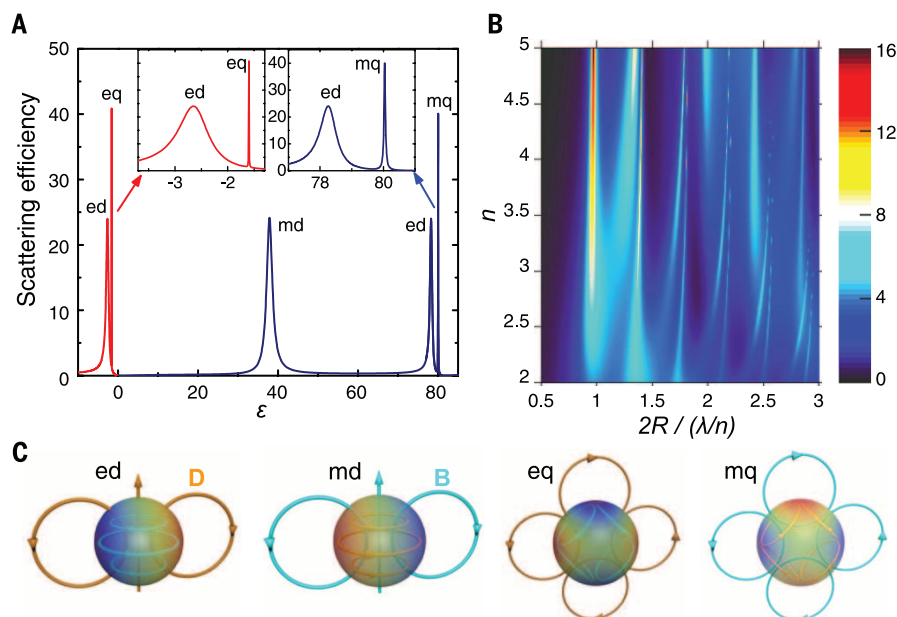 A
Scattering efficiency
50
40
30
20
10
0
0
20
40
60
80
ε
eq
ed
md
ed
mq
ed
eq
-3
-2
40
30
20
10
0
ed
mq
78
80
B
n
5
4.5
4
3.5
3
2.5
2
0.5
1
1.5
2
2.5
3
2R / (λ/n)
16
12
8
4
0
C
ed
D
md
B
eq
mq